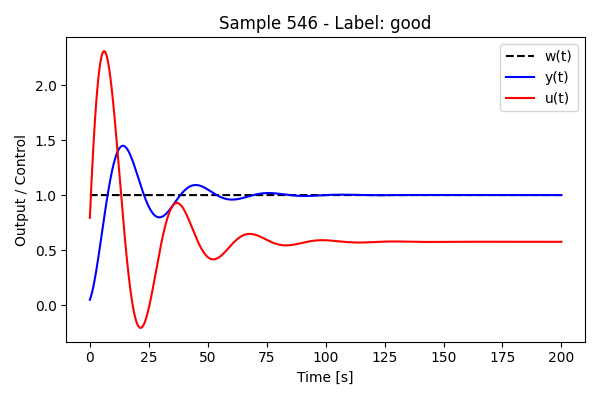 Sample 546 - Label: good
w(t)
y(t)
u(t)
Output / Control
2.0
1.5
1.0
0.5
0.0
0 25 50 75 100 125 150 175 200
Time [s]